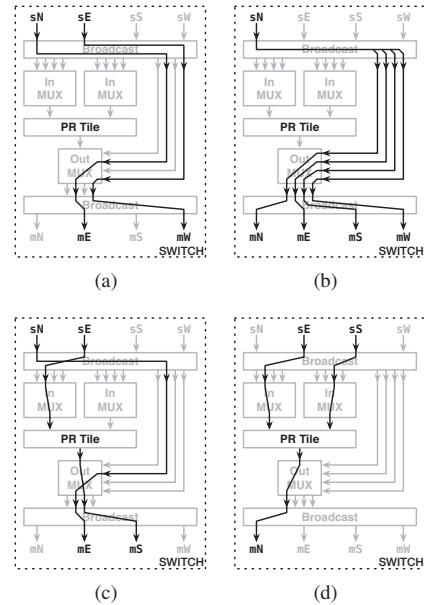 sN sE sS sW sN sE sS sW
Broadcast Broadcast
In MUX In MUX In MUX In MUX
PR Tile PR Tile
Out MUX Out MUX
Broadcast Broadcast
mN mE mS mW mN mE mS mW
SWITCH SWITCH
(a) (b)
sN sE sS sW sN sE sS sW
Broadcast Broadcast
In MUX In MUX In MUX In MUX
PR Tile PR Tile
Out MUX Out MUX
Broadcast Broadcast
mN mE mS mW mN mE mS mW
SWITCH SWITCH
(c) (d)